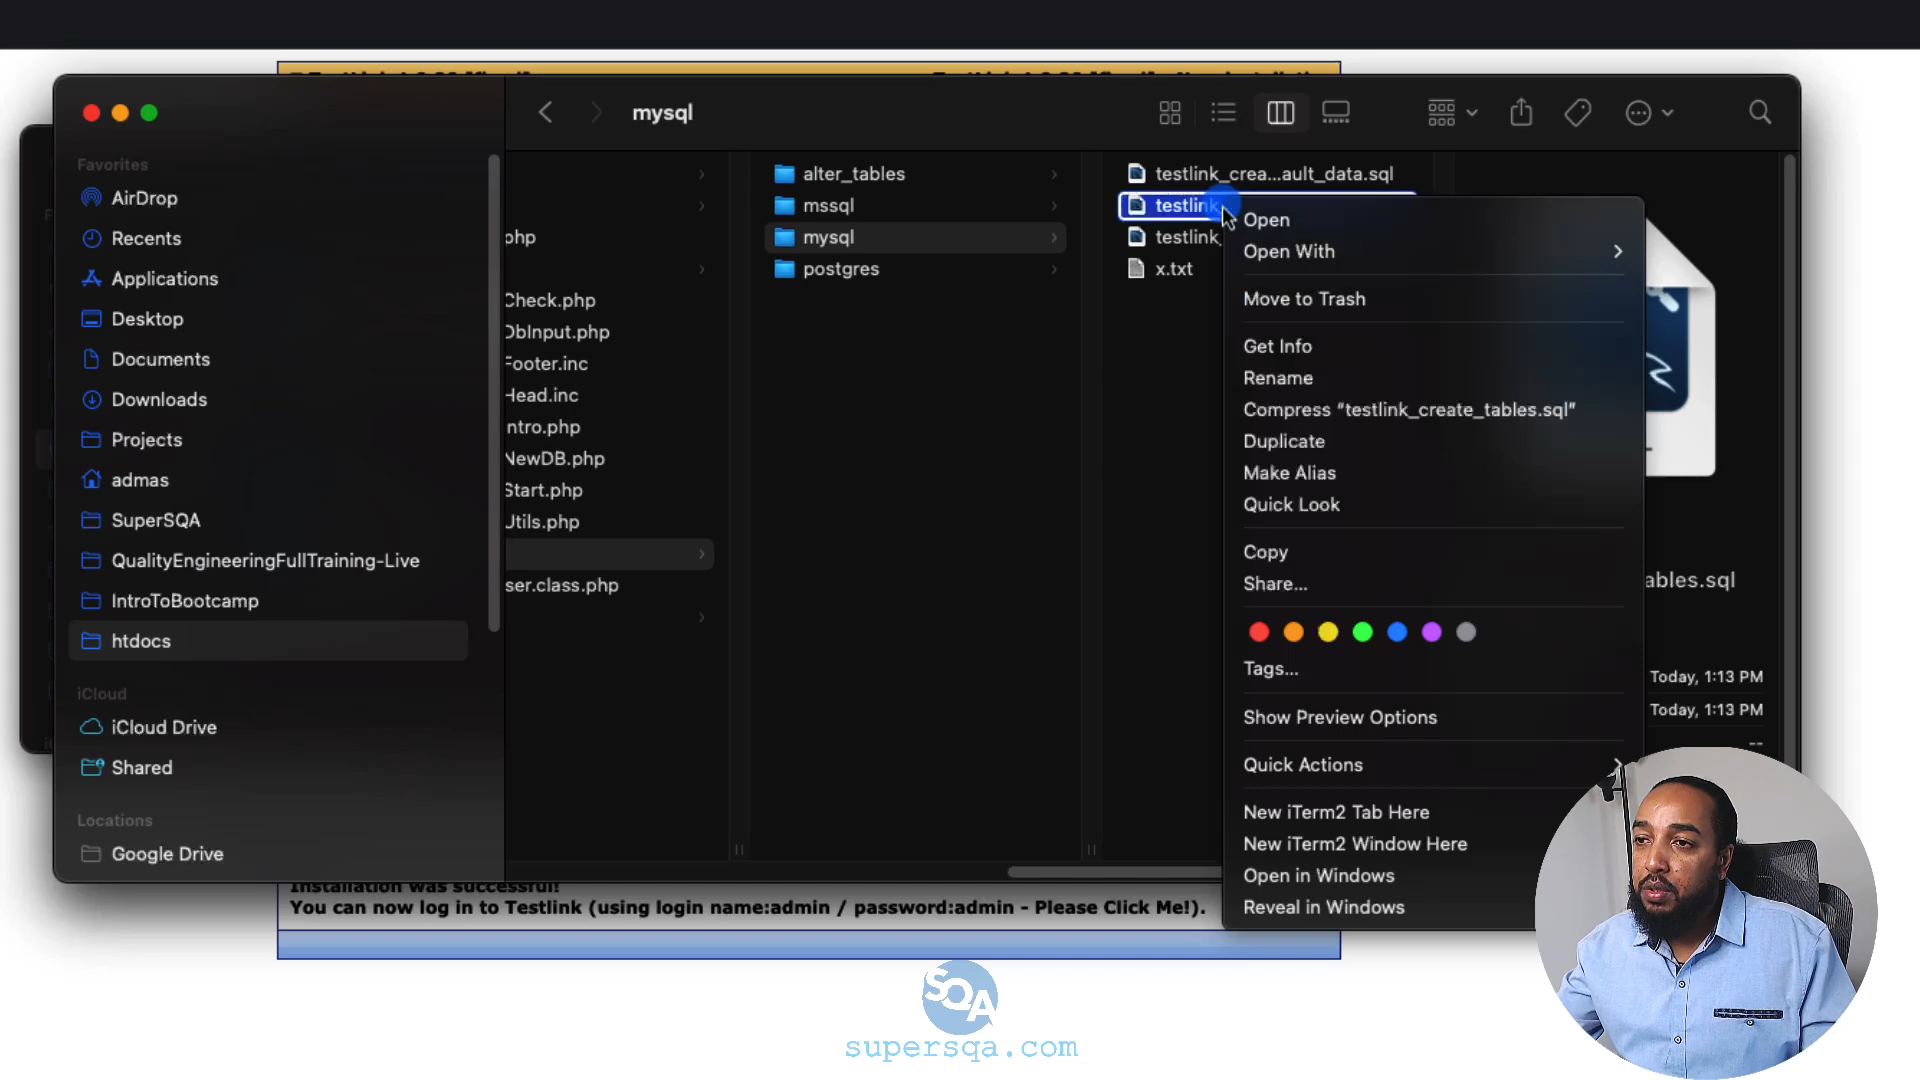 mysql
Favorites
AirDrop
Recents
Applications
Desktop
Documents
Downloads
Projects
admas
SuperSQA
QualityEngineeringFullTraining-Live
IntroToBootcamp
htdocs
iCloud
iCloud Drive
Shared
Locations
Google Drive
php
Check.php
DbInput.php
Footer.inc
Head.inc
ntro.php
NewDB.php
Start.php
Utils.php
ser.class.php
alter_tables
mssql
mysql
postgres
testlink_crea...ault_data.sql
testlink
testlink_
x.txt
Open
Open With
Move to Trash
Get Info
Rename
Compress “testlink_create_tables.sql”
Duplicate
Make Alias
Quick Look
Copy
Share...
Tags...
Show Preview Options
Quick Actions
New iTerm2 Tab Here
New iTerm2 Window Here
Open in Windows
Reveal in Windows
ables.sql
Today, 1:13 PM
Today, 1:13 PM
--
Installation was successful!
You can now log in to Testlink (using login name:admin / password:admin - Please Click Me!).
SQA
supersqa.com